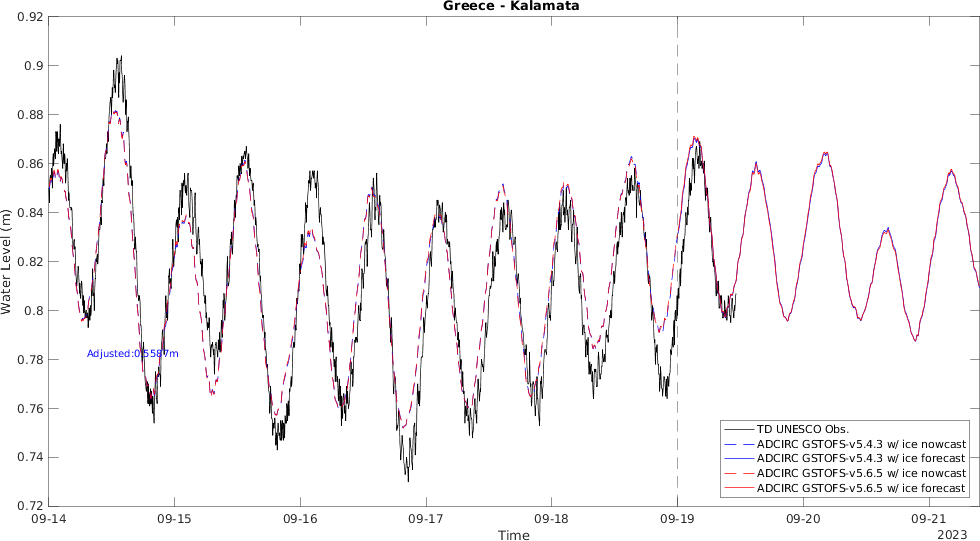 Greece - Kalamata
Water Level (m)
0.92
0.9
0.88
0.86
0.84
0.82
0.8
0.78
0.76
0.74
0.72
Adjusted:0.5587m
TD UNESCO Obs.
ADCIRC GSTOFS-v5.4.3 w/ ice nowcast
ADCIRC GSTOFS-v5.4.3 w/ ice forecast
ADCIRC GSTOFS-v5.6.5 w/ ice nowcast
ADCIRC GSTOFS-v5.6.5 w/ ice forecast
09-14 09-15 09-16 09-17 09-18 09-19 09-20 09-21
Time
2023